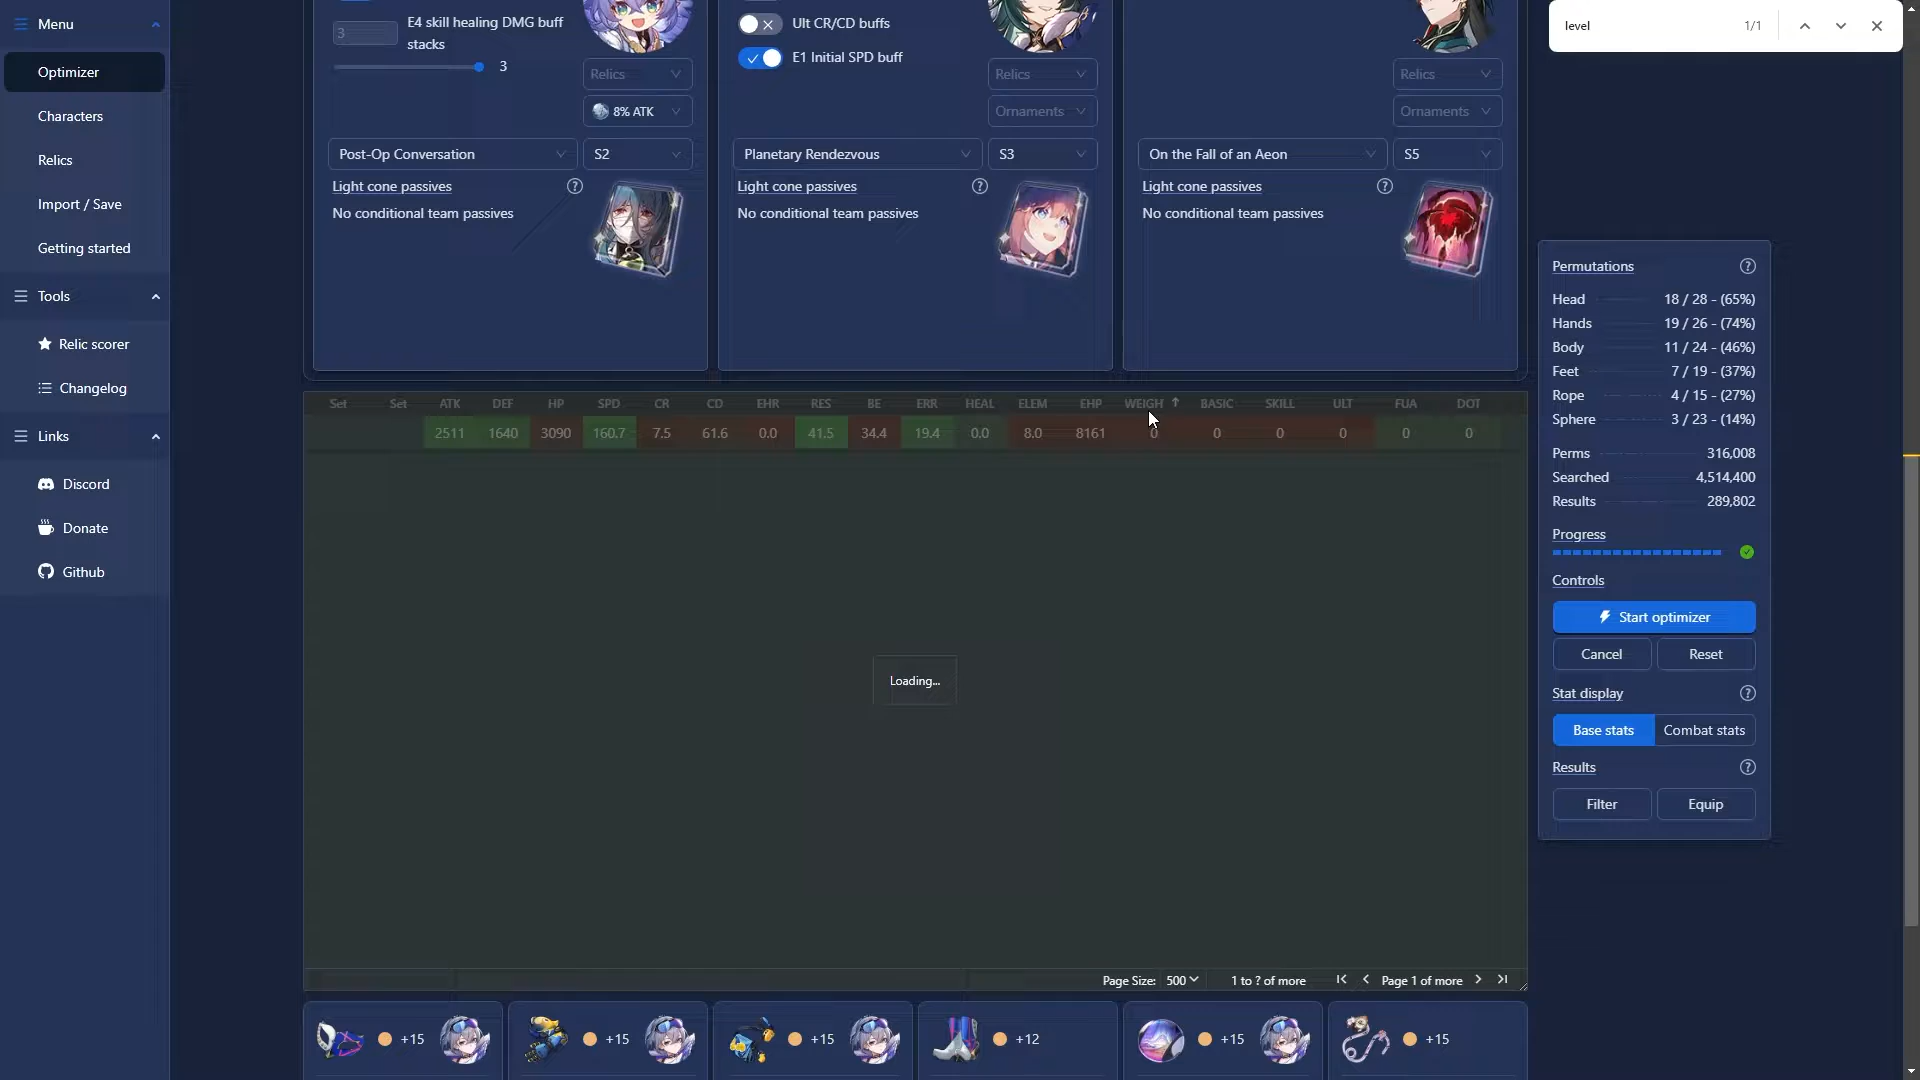 Menu
Optimizer
Characters
Relics
Import / Save
Getting started
Tools
Relic scorer
Changelog
Links
Discord
Donate
Github
3
E4 skill healing DMG buff
stacks
3
Relics
8% ATK
Post-Op Conversation
S2
Light cone passives
No conditional team passives
Ult CR/CD buffs
E1 Initial SPD buff
Relics
Ornaments
Planetary Rendezvous
S3
Light cone passives
No conditional team passives
Relics
Ornaments
On the Fall of an Aeon
S5
Light cone passives
No conditional team passives
level
1/1
Set Set ATK DEF HP SPD CR CD EHR RES BE ERR HEAL ELEM EHP WEIGH BASIC SKILL ULT FUA DOT
2511 1640 3090 160.7 7.5 61.6 0.0 41.5 34.4 19.4 0.0 8.0 8161 0 0 0 0 0 0
Loading...
Page Size: 500 1 to ? of more Page 1 of more
+15 +15 +15 +12 +15 +15
Permutations
Head 18 / 28 - (65%)
Hands 19 / 26 - (74%)
Body 11 / 24 - (46%)
Feet 7 / 19 - (37%)
Rope 4 / 15 - (27%)
Sphere 3 / 23 - (14%)
Perms 316,008
Searched 4,514,400
Results 289,802
Progress
Controls
Start optimizer
Cancel Reset
Stat display
Base stats Combat stats
Results
Filter Equip